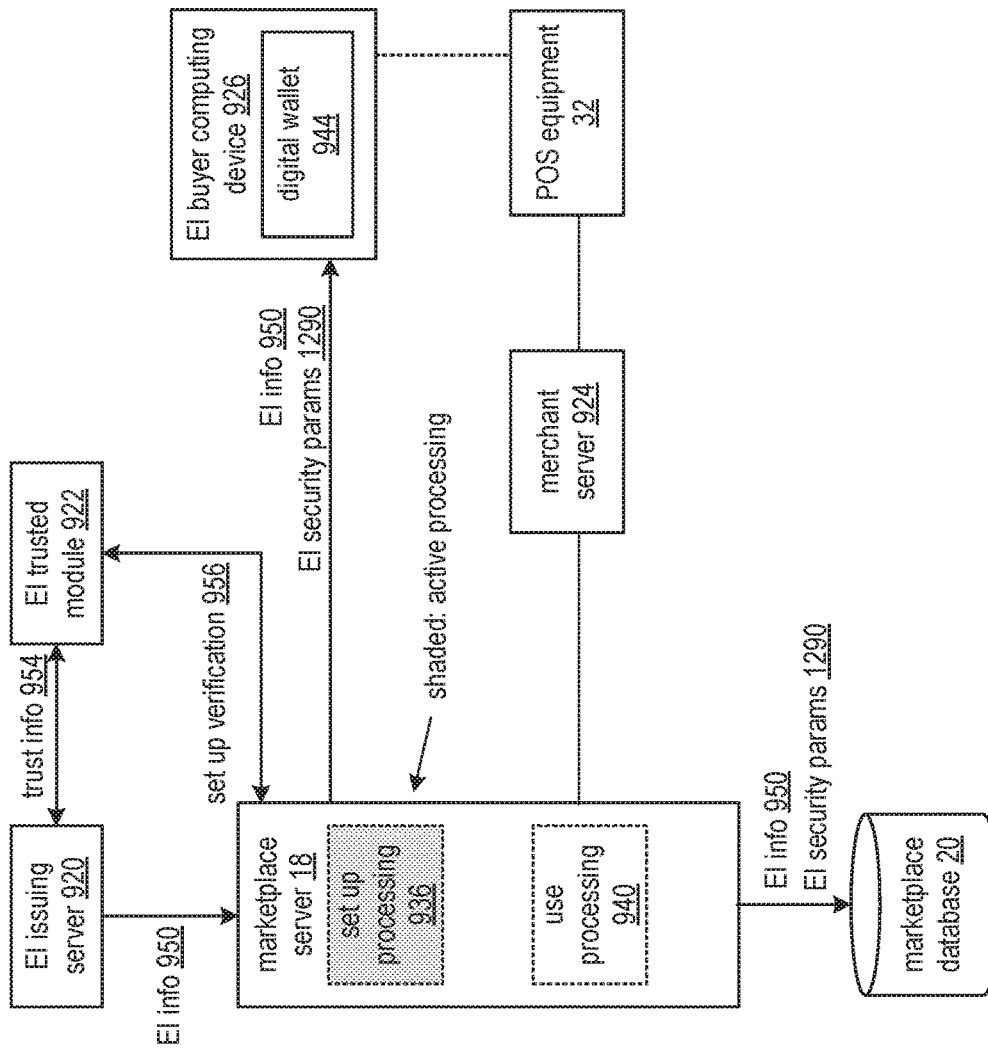 EI issuing
server 920
trust info 954
EI trusted
module 922
EI info 950
set up verification 956
marketplace
server 18
set up
processing
936
use
processing
940
shaded: active processing
EI info 950
EI security params 1290
EI buyer computing
device 926
digital wallet
944
merchant
server 924
POS equipment
32
EI info 950
EI security params 1290
marketplace
database 20